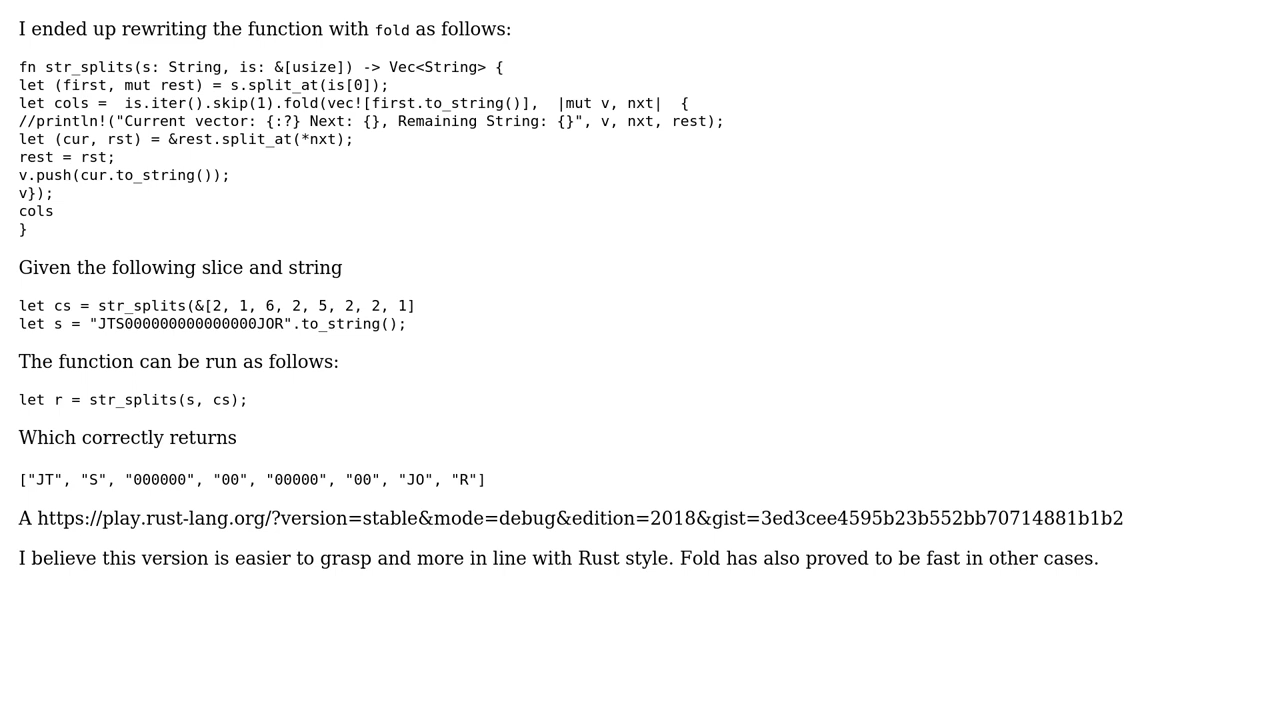 I ended up rewriting the function with fold as follows:
fn str_splits(s: String, is: &[usize]) -> Vec<String> {
let (first, mut rest) = s.split_at(is[0]);
let cols =  is.iter().skip(1).fold(vec![first.to_string()],  |mut v, nxt|  {
//println!("Current vector: {:?} Next: {}, Remaining String: {}", v, nxt, rest);
let (cur, rst) = &rest.split_at(*nxt);
rest = rst;
v.push(cur.to_string());
v});
cols
}
Given the following slice and string
let cs = str_splits(&[2, 1, 6, 2, 5, 2, 2, 1]
let s = "JTS000000000000000JOR".to_string();
The function can be run as follows:
let r = str_splits(s, cs);
Which correctly returns
["JT", "S", "000000", "00", "00000", "00", "JO", "R"]
A https://play.rust-lang.org/?version=stable&mode=debug&edition=2018&gist=3ed3cee4595b23b552bb70714881b1b2
I believe this version is easier to grasp and more in line with Rust style. Fold has also proved to be fast in other cases.